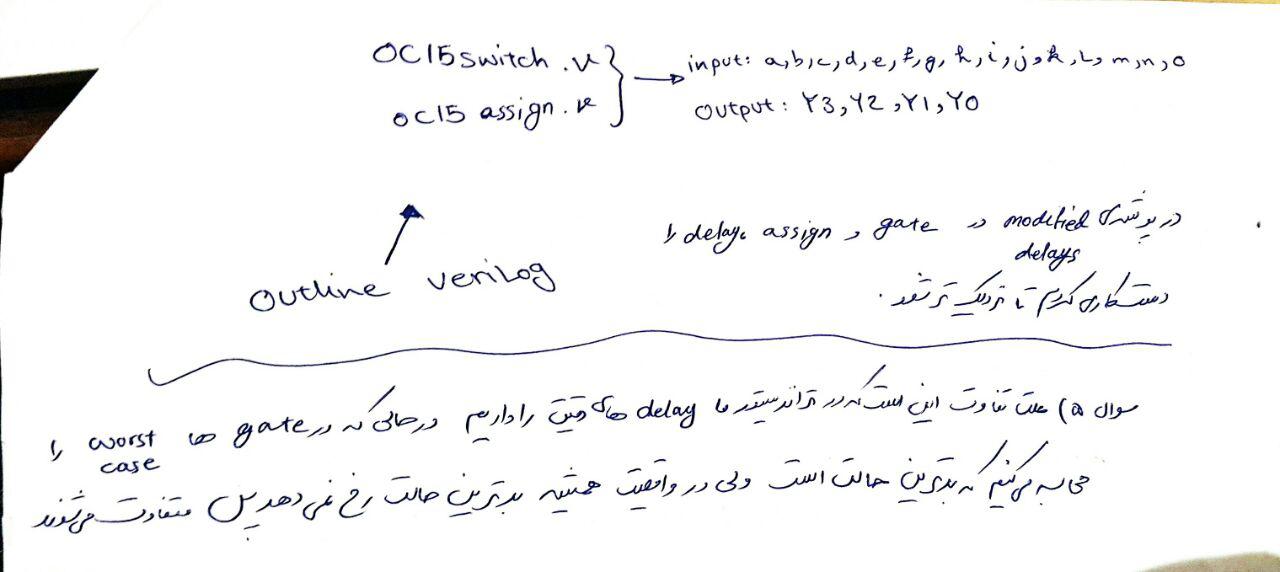 OC15switch.v
input: a,b,c,d,e,f,g,h,i,j,k,L,m,n,o
OC15 assign.v
output: Y3,Y2,Y1,Y0
در پوشه‌ی modified delays در gate و assign، delay را
دستکاری کردم تا نزدیک تر شود.
Outline verilog
سوال ۵) علت تفاوت این است که در ترانزیستور ما delay های دقیق را داریم در حالی که در gate ها worst case را
محاسبه می‌کنیم که بدترین حالت است ولی در واقعیت همیشه بدترین حالت رخ نمی دهد پس متفاوت می‌شوند